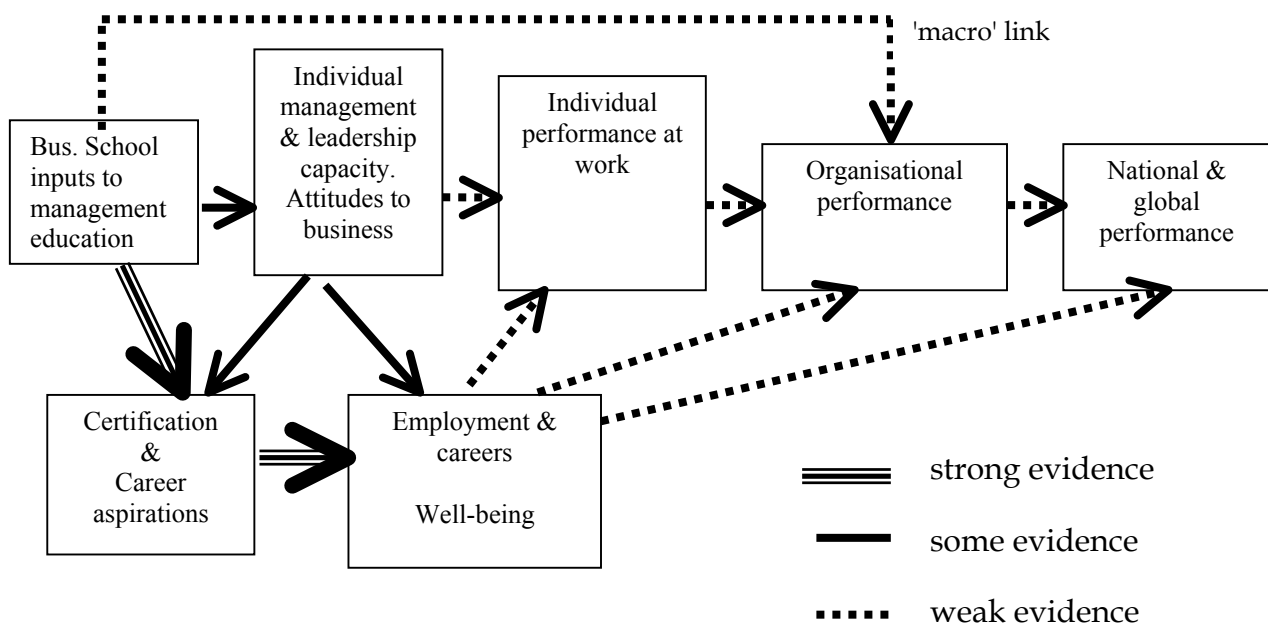 'macro' link
Bus. School
inputs to
management
education
Individual
management
& leadership
capacity.
Attitudes to
business
Individual
performance at
work
Organisational
performance
National &
global
performance
Certification
&
Career
aspirations
Employment &
careers
Well-being
strong evidence
some evidence
weak evidence